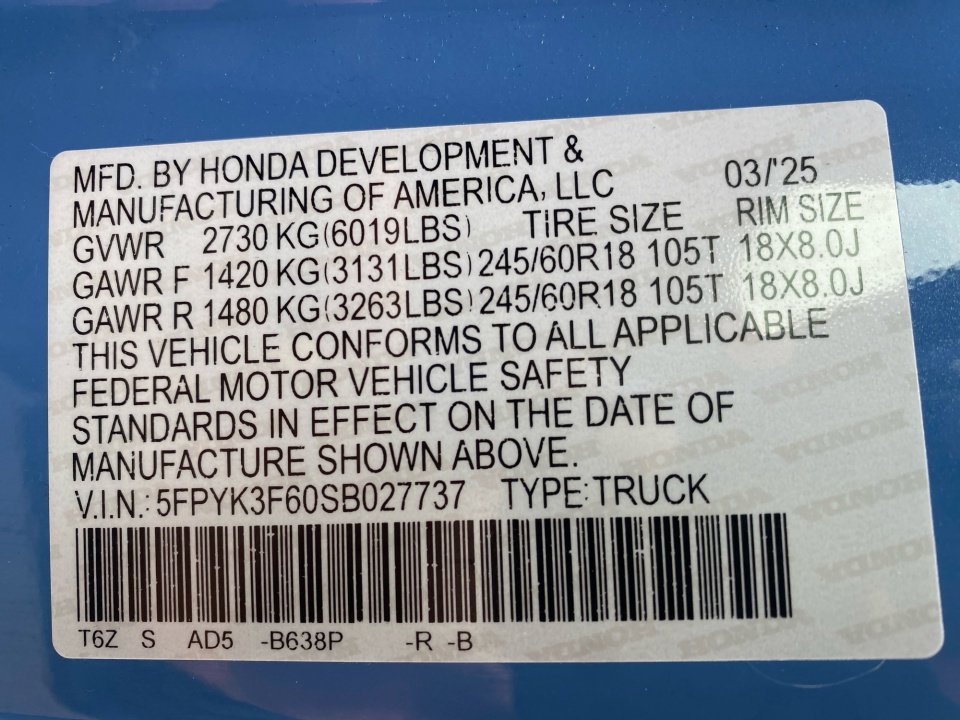 MFD. BY HONDA DEVELOPMENT &
MANUFACTURING OF AMERICA, LLC 03/'25
GVWR 2730 KG(6019LBS) TIRE SIZE RIM SIZE
GAWR F 1420 KG(3131LBS) 245/60R18 105T 18X8.0J
GAWR R 1480 KG(3263LBS) 245/60R18 105T 18X8.0J
THIS VEHICLE CONFORMS TO ALL APPLICABLE
FEDERAL MOTOR VEHICLE SAFETY
STANDARDS IN EFFECT ON THE DATE OF
MANUFACTURE SHOWN ABOVE.
V.I.N.: 5FPYK3F60SB027737 TYPE: TRUCK
T6Z S AD5 -B638P -R -B